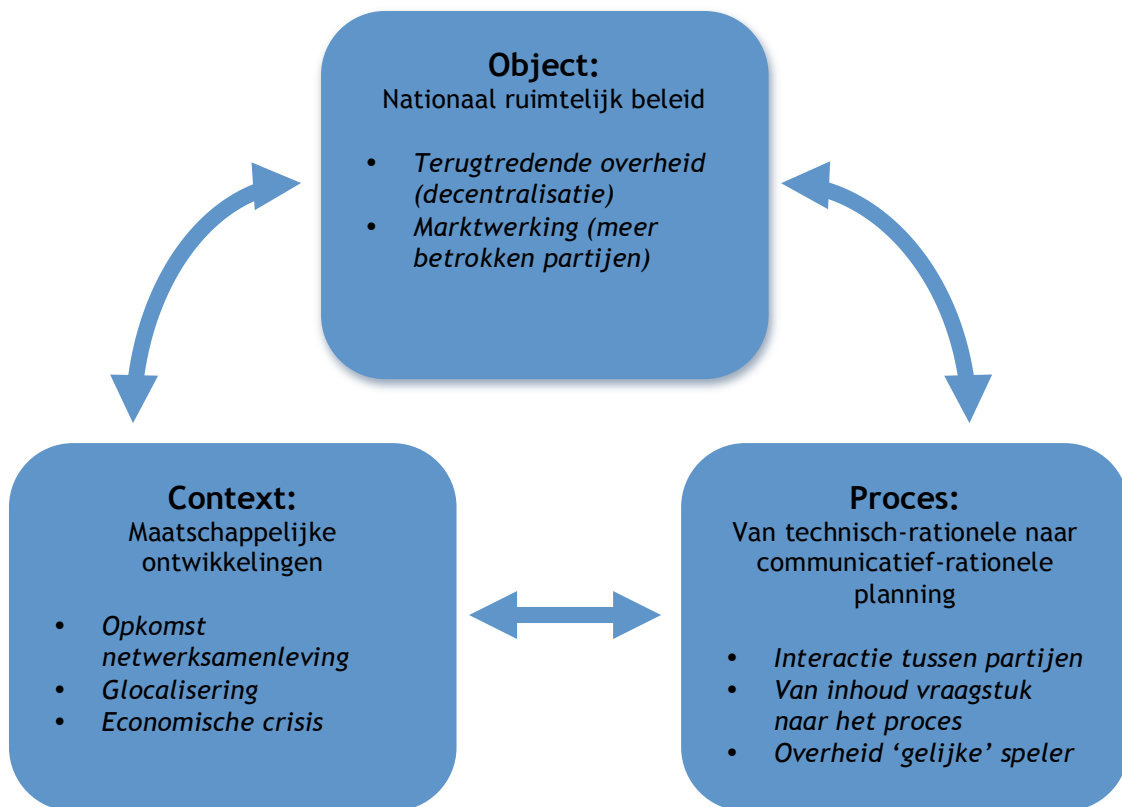 Object:
Nationaal ruimtelijk beleid
• Terugtredende overheid
(decentralisatie)
• Marktwerking (meer
betrokken partijen)
Context:
Maatschappelijke
ontwikkelingen
• Opkomst
netwerksamenleving
• Glocalisering
• Economische crisis
Proces:
Van technisch-rationele naar
communicatief-rationele
planning
• Interactie tussen partijen
• Van inhoud vraagstuk
naar het proces
• Overheid ‘gelijke’ speler